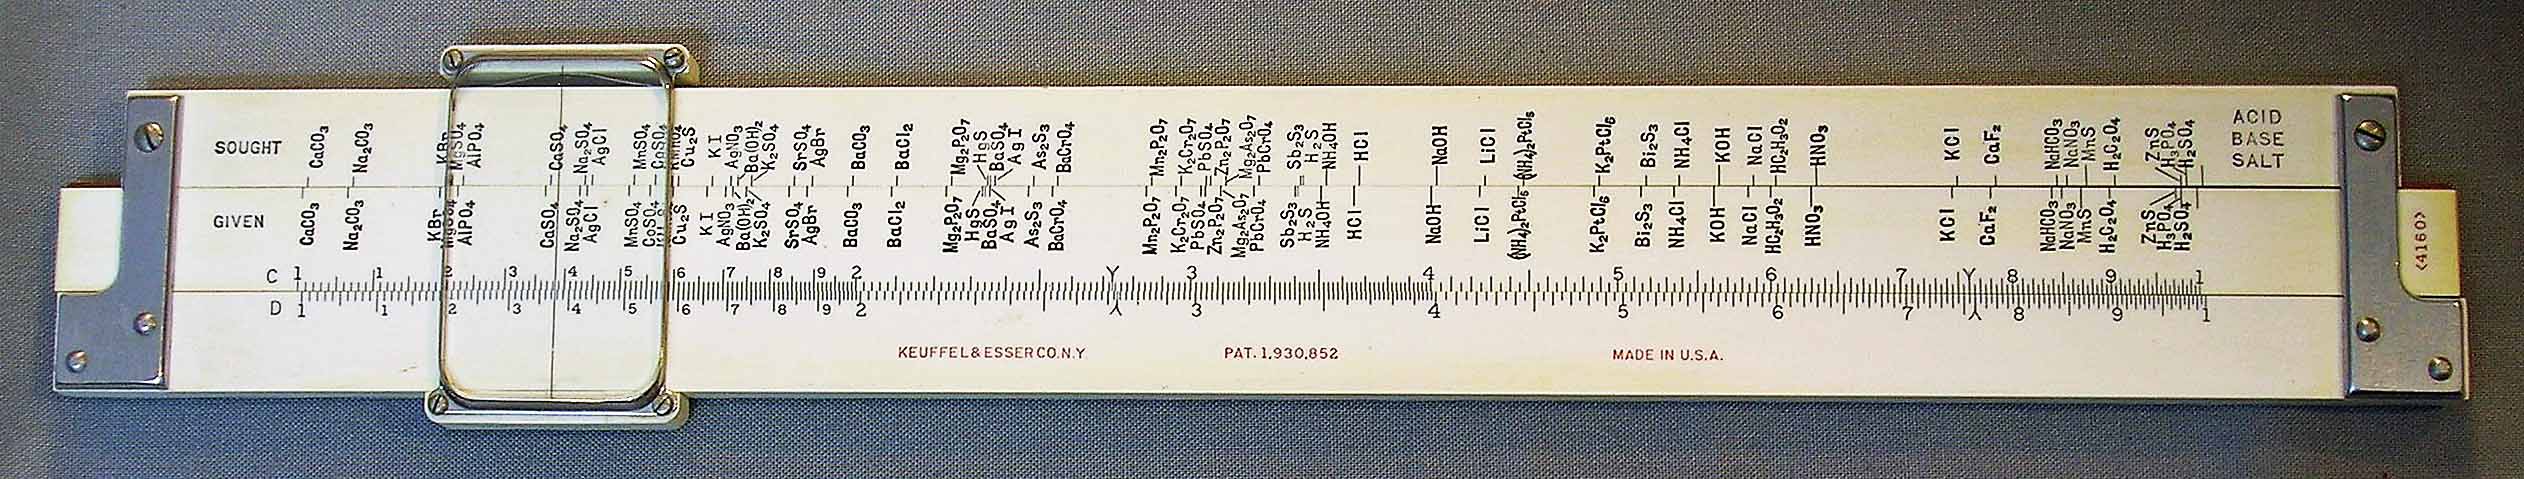 SOUGHT CaCO₃ Na₂CO₃ KBr MgSO₄ AlPO₄ CaSO₄ Na₂SO₄ AgCl MnSO₄ CoSO₄ KMnO₄ Cu₂S KI AgNO₃ Ba(OH)₂ K₂SO₄ SrSO₄ AgBr BaCO₃ BaCl₂ Mg₂P₂O₇ HgS BaSO₄ AgI As₂S₃ BaCrO₄ Mn₂P₂O₇ K₂Cr₂O₇ PbSO₄ Zn₂P₂O₇ Mg₂As₂O₇ PbCrO₄ Sb₂S₃ H₂S NH₄OH HCl NaOH LiCl (NH₄)₂PtCl₆ K₂PtCl₆ Bi₂S₃ NH₄Cl KOH NaCl HC₂H₃O₂ HNO₃ KCl CaF₂ NaHCO₃ NaNO₃ MnS H₂C₂O₄ ZnS H₃PO₄ H₂SO₄ ACID
BASE
SALT
GIVEN CaCO₃ Na₂CO₃ KBr MgSO₄ AlPO₄ CaSO₄ Na₂SO₄ AgCl MnSO₄ CoSO₄ Cu₂S KI AgNO₃ Ba(OH)₂ K₂SO₄ SrSO₄ AgBr BaCO₃ BaCl₂ Mg₂P₂O₇ HgS BaSO₄ AgI As₂S₃ BaCrO₄ Mn₂P₂O₇ K₂Cr₂O₇ PbSO₄ Zn₂P₂O₇ Mg₂As₂O₇ PbCrO₄ Sb₂S₃ H₂S NH₄OH HCl NaOH LiCl (NH₄)₂PtCl₆ K₂PtCl₆ Bi₂S₃ NH₄Cl KOH NaCl HC₂H₃O₂ HNO₃ KCl CaF₂ NaHCO₃ NaNO₃ MnS H₂C₂O₄ ZnS H₃PO₄ H₂SO₄ <4160>
C 1 1 2 3 4 5 6 7 8 9 2 3 4 5 6 7 8 9 1
D 1 1 2 3 4 5 6 7 8 9 2 3 4 5 6 7 8 9 1
KEUFFEL & ESSER CO. N.Y PAT. 1,930,852 MADE IN U.S.A.